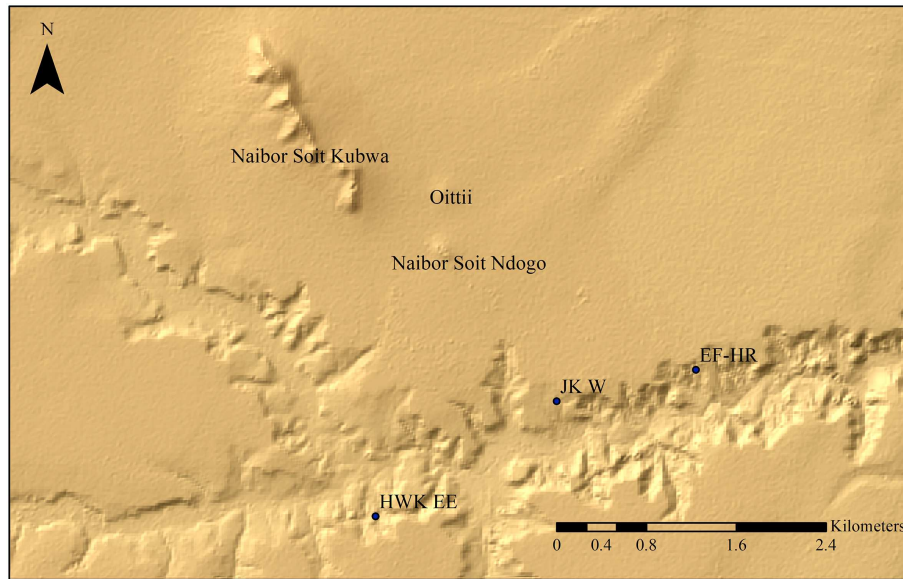 N
Naibor Soit Kubwa
Oittii
Naibor Soit Ndogo
EF-HR
JK W
HWK EE
Kilometers
0 0.4 0.8 1.6 2.4